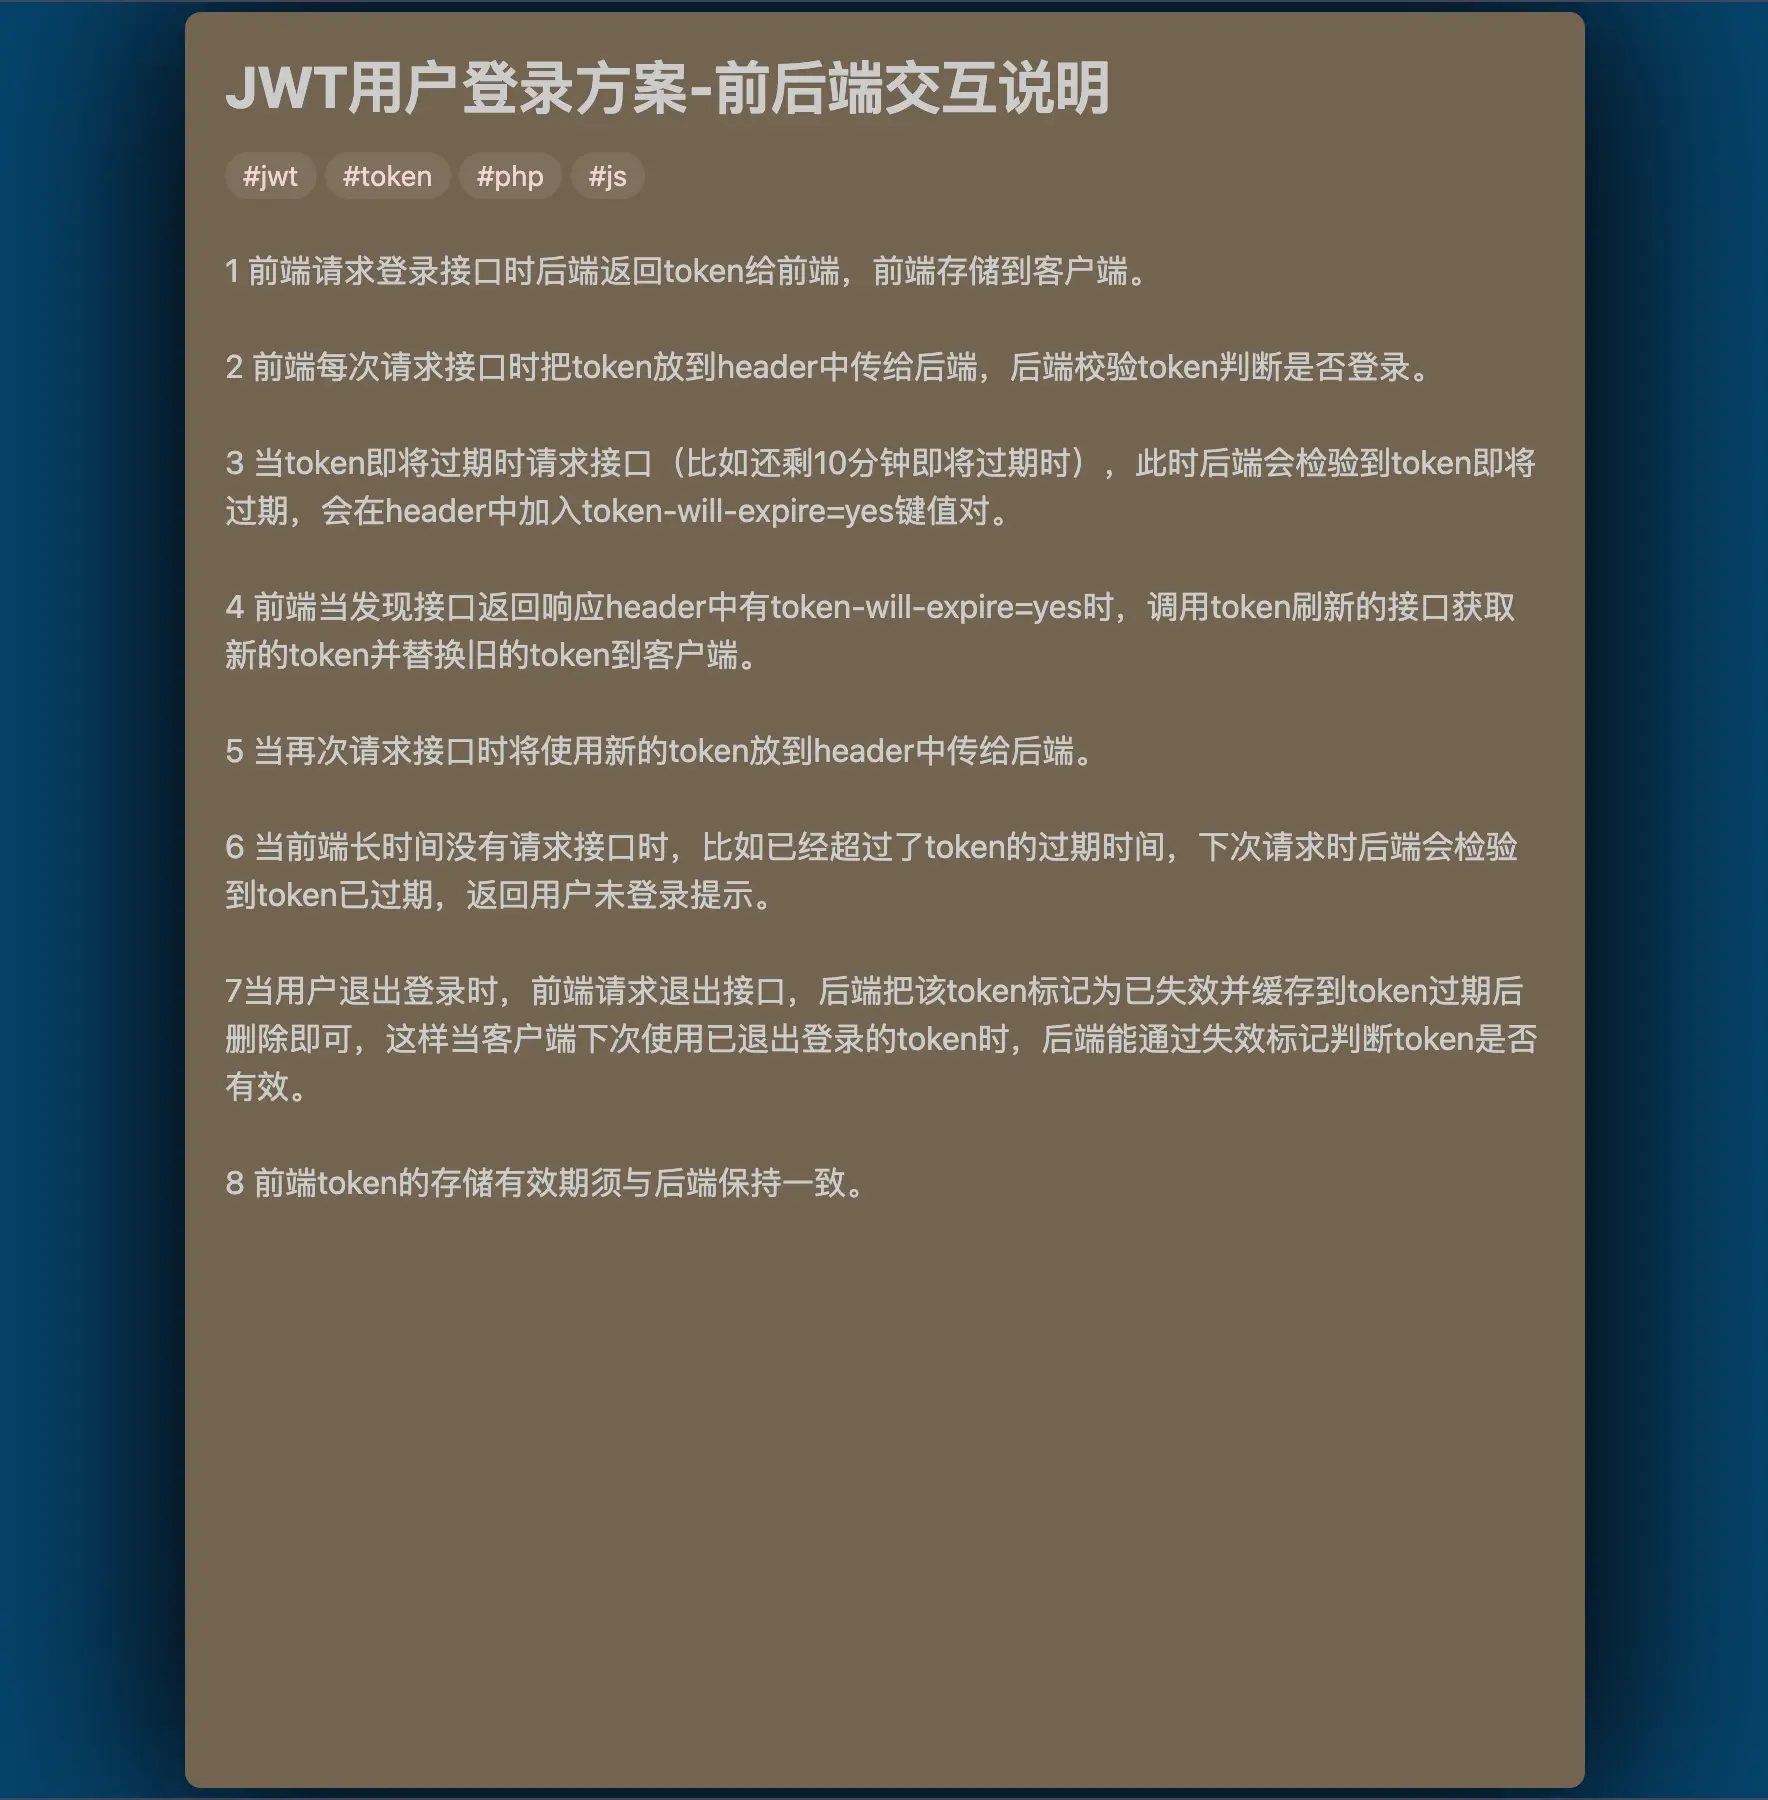 JWT用户登录方案-前后端交互说明
#jwt #token #php #js
1 前端请求登录接口时后端返回token给前端，前端存储到客户端。
2 前端每次请求接口时把token放到header中传给后端，后端校验token判断是否登录。
3 当token即将过期时请求接口（比如还剩10分钟即将过期时），此时后端会检验到token即将
过期，会在header中加入token-will-expire=yes键值对。
4 前端当发现接口返回响应header中有token-will-expire=yes时，调用token刷新的接口获取
新的token并替换旧的token到客户端。
5 当再次请求接口时将使用新的token放到header中传给后端。
6 当前端长时间没有请求接口时，比如已经超过了token的过期时间，下次请求时后端会检验
到token已过期，返回用户未登录提示。
7当用户退出登录时，前端请求退出接口，后端把该token标记为已失效并缓存到token过期后
删除即可，这样当客户端下次使用已退出登录的token时，后端能通过失效标记判断token是否
有效。
8 前端token的存储有效期须与后端保持一致。